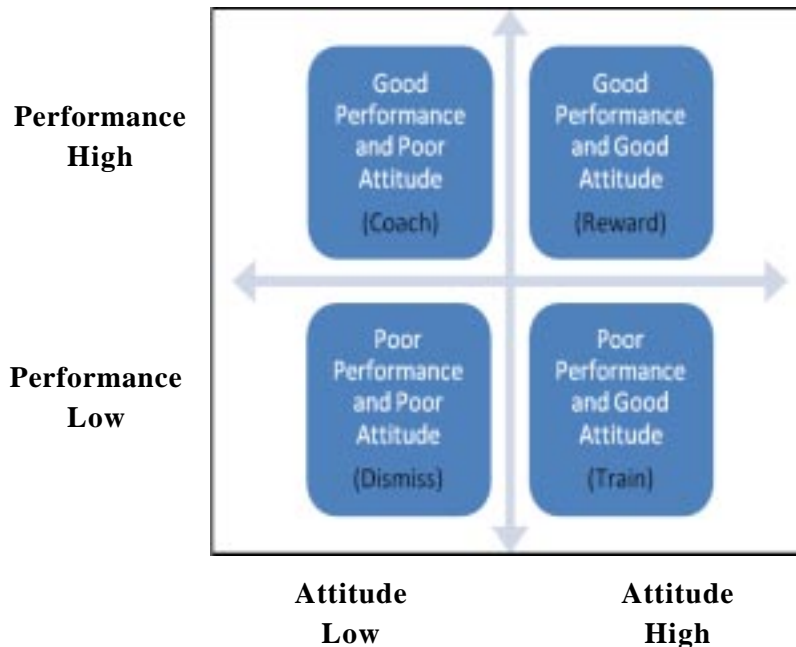 Performance
High
Good
Performance
and Poor
Attitude
(Coach)
Good
Performance
and Good
Attitude
(Reward)
Performance
Low
Poor
Performance
and Poor
Attitude
(Dismiss)
Poor
Performance
and Good
Attitude
(Train)
Attitude
Low
Attitude
High